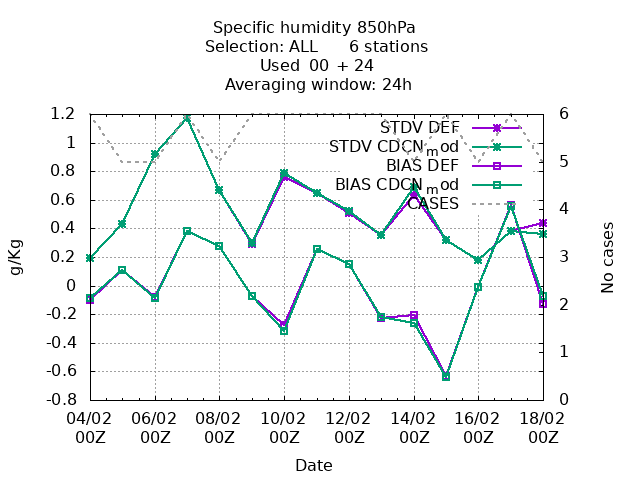 Specific humidity 850hPa
Selection: ALL 6 stations
Used 00 + 24
Averaging window: 24h
1.2
1
0.8
0.6
0.4
0.2
0
-0.2
-0.4
-0.6
-0.8
g/Kg
STDV DEF
STDV CDCN_mod
BIAS DEF
BIAS CDCN_mod
CASES
6
5
4
3
2
1
0
No cases
04/02 06/02 08/02 10/02 12/02 14/02 16/02 18/02
00Z 00Z 00Z 00Z 00Z 00Z 00Z 00Z
Date